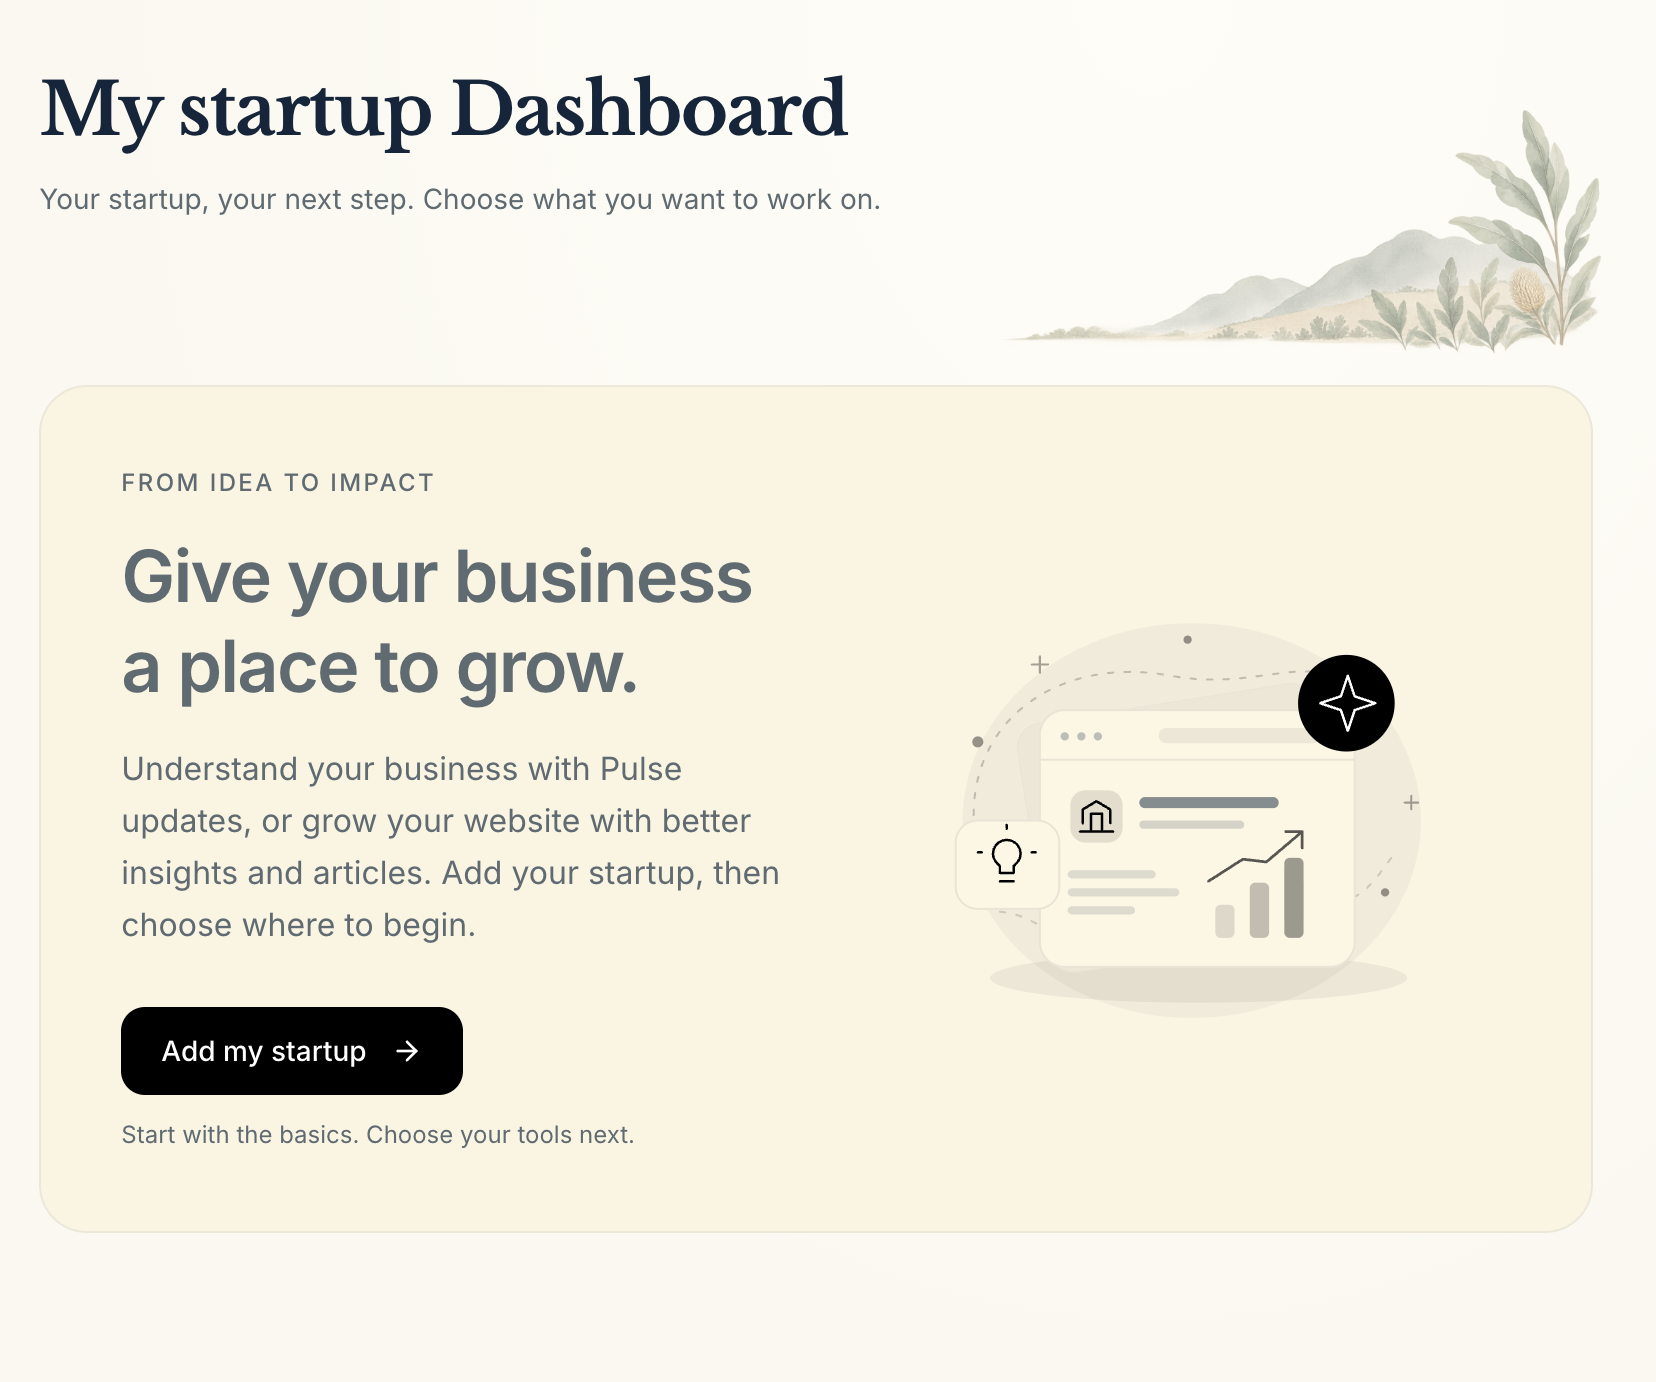 My startup Dashboard
Your startup, your next step. Choose what you want to work on.
FROM IDEA TO IMPACT
Give your business
a place to grow.
Understand your business with Pulse
updates, or grow your website with better
insights and articles. Add your startup, then
choose where to begin.
Add my startup
Start with the basics. Choose your tools next.